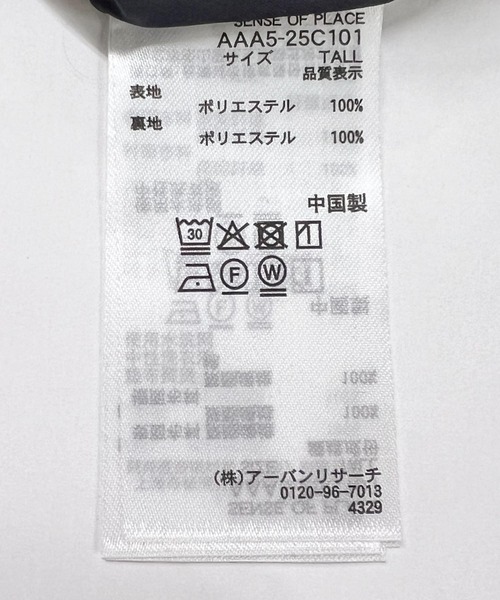 SENSE OF PLACE
AAA5-25C101
サイズ TALL
品質表示
表地
ポリエステル 100%
裏地
ポリエステル 100%
中国製
30
F W
(株)アーバンリサーチ
0120-96-7013
4329